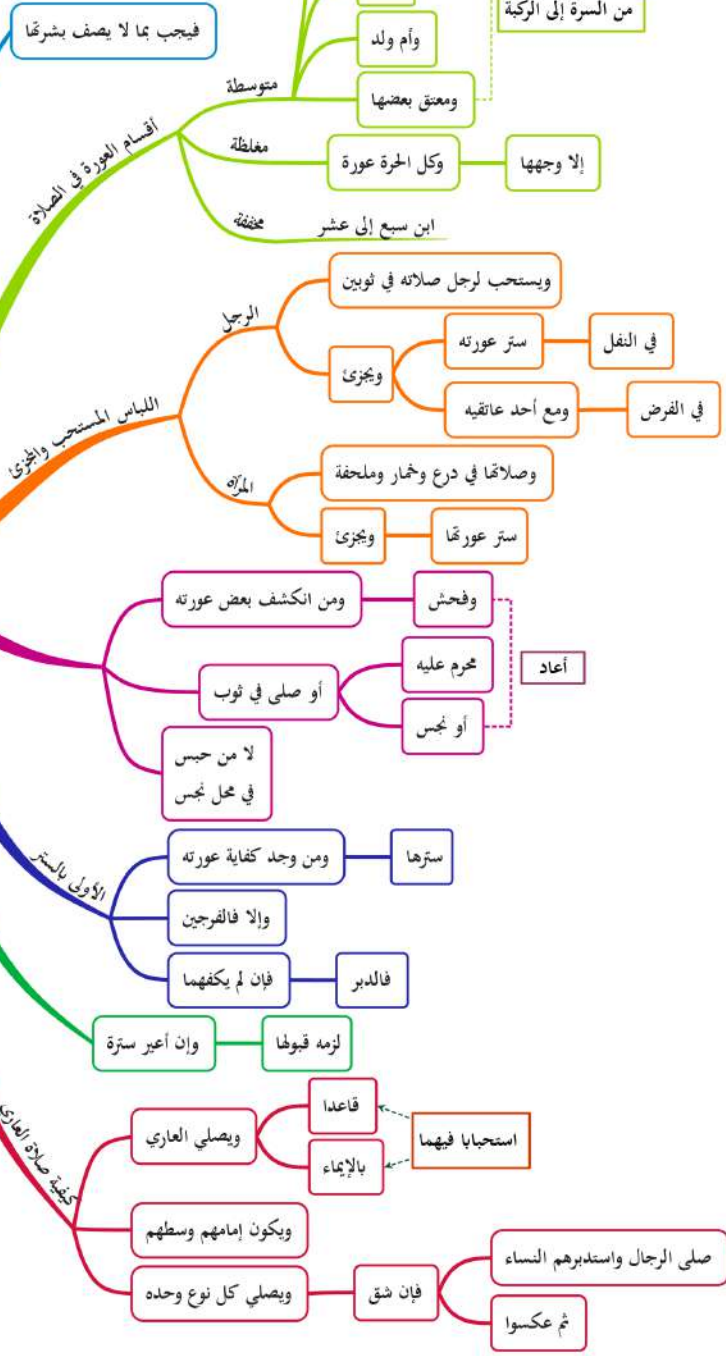 من السرة إلى الركبة
فيجب بما لا يصف بشرتها
أقسام العورة في الصلاة
متوسطة
وأم ولد
ومعتق بعضها
مغلظة
وكل الحرة عورة
إلا وجهها
مخففة
ابن سبع إلى عشر
اللباس المستحب والمجزئ
الرجل
ويستحب لرجل صلاته في ثوبين
ويجزئ
ستر عورته
في النفل
ومع أحد عاتقيه
في الفرض
المرآه
وصلاتها في درع وخمار وملحفة
ويجزئ
ستر عورتها
ومن انكشف بعض عورته
وفحش
أو صلى في ثوب
محرم عليه
أو نجس
أعاد
لا من حبس
في محل نجس
الأولى بالستر
ومن وجد كفاية عورته
سترها
وإلا فالفرجين
فإن لم يكفهما
فالدبر
وإن أعير سترة
لزمه قبولها
كيفية صلاة العاري
ويصلي العاري
قاعدا
بالإيماء
استحبابا فيهما
ويكون إمامهم وسطهم
ويصلي كل نوع وحده
فإن شق
صلى الرجال واستدبرهم النساء
ثم عكسوا